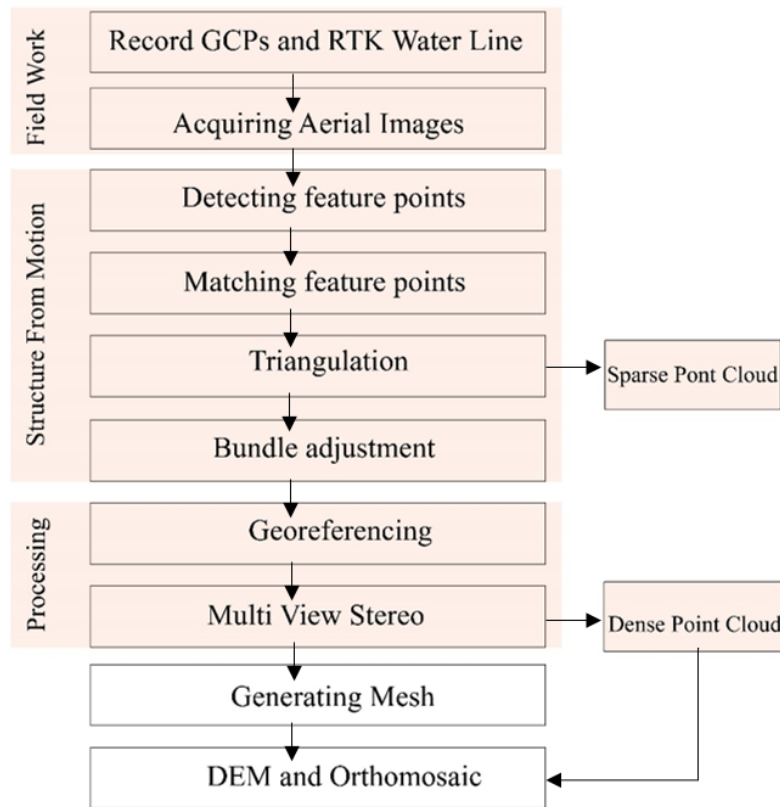 Field Work
Record GCPs and RTK Water Line
Acquiring Aerial Images
Structure From Motion
Detecting feature points
Matching feature points
Triangulation
Sparse Pont Cloud
Bundle adjustment
Processing
Georeferencing
Multi View Stereo
Dense Point Cloud
Generating Mesh
DEM and Orthomosaic